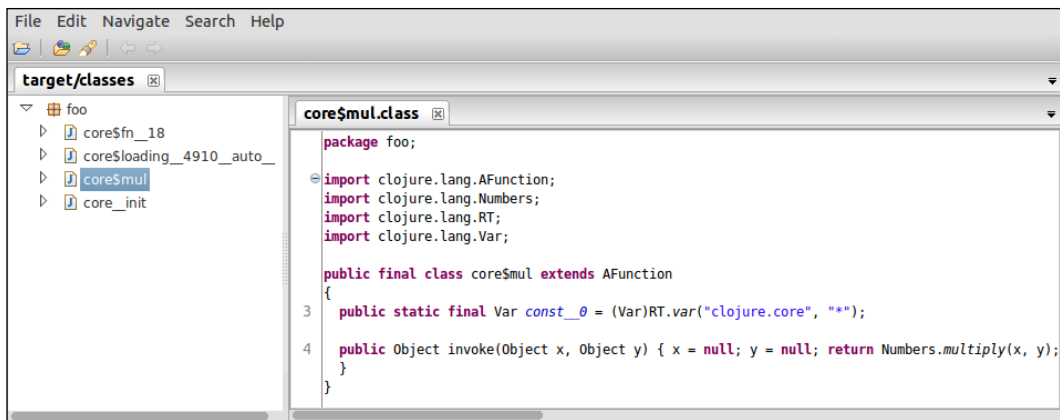 File Edit Navigate Search Help
target/classes
foo
core$fn__18
core$loading__4910__auto__
core$mul
core__init
core$mul.class
package foo;
import clojure.lang.AFunction;
import clojure.lang.Numbers;
import clojure.lang.RT;
import clojure.lang.Var;
public final class core$mul extends AFunction
{
3 public static final Var const__0 = (Var)RT.var("clojure.core", "*");
4 public Object invoke(Object x, Object y) { x = null; y = null; return Numbers.multiply(x, y);
}
}